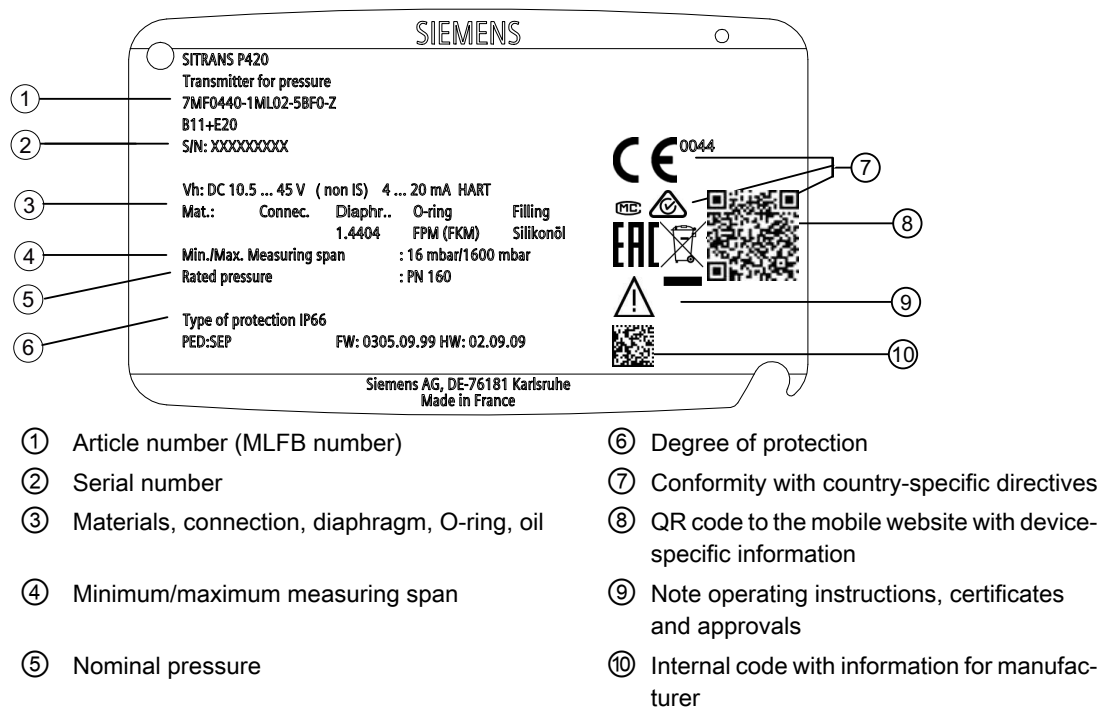 SIEMENS
SITRANS P420
Transmitter for pressure
① 7MF0440-1ML02-5BF0-Z
B11+E20
② S/N: XXXXXXXXX
0044
⑦
Vh: DC 10.5 ... 45 V ( non IS) 4 ... 20 mA HART
③ Mat.: Connec. Diaphr.. O-ring Filling
1.4404 FPM (FKM) Silikonöl
MC
⑧
EAC
④ Min./Max. Measuring span : 16 mbar/1600 mbar
⑤ Rated pressure : PN 160
⑨
Type of protection IP66
⑥ PED:SEP FW: 0305.09.99 HW: 02.09.09
⑩
Siemens AG, DE-76181 Karlsruhe
Made in France
① Article number (MLFB number)
② Serial number
③ Materials, connection, diaphragm, O-ring, oil
④ Minimum/maximum measuring span
⑤ Nominal pressure
⑥ Degree of protection
⑦ Conformity with country-specific directives
⑧ QR code to the mobile website with device-
specific information
⑨ Note operating instructions, certificates
and approvals
⑩ Internal code with information for manufac-
turer